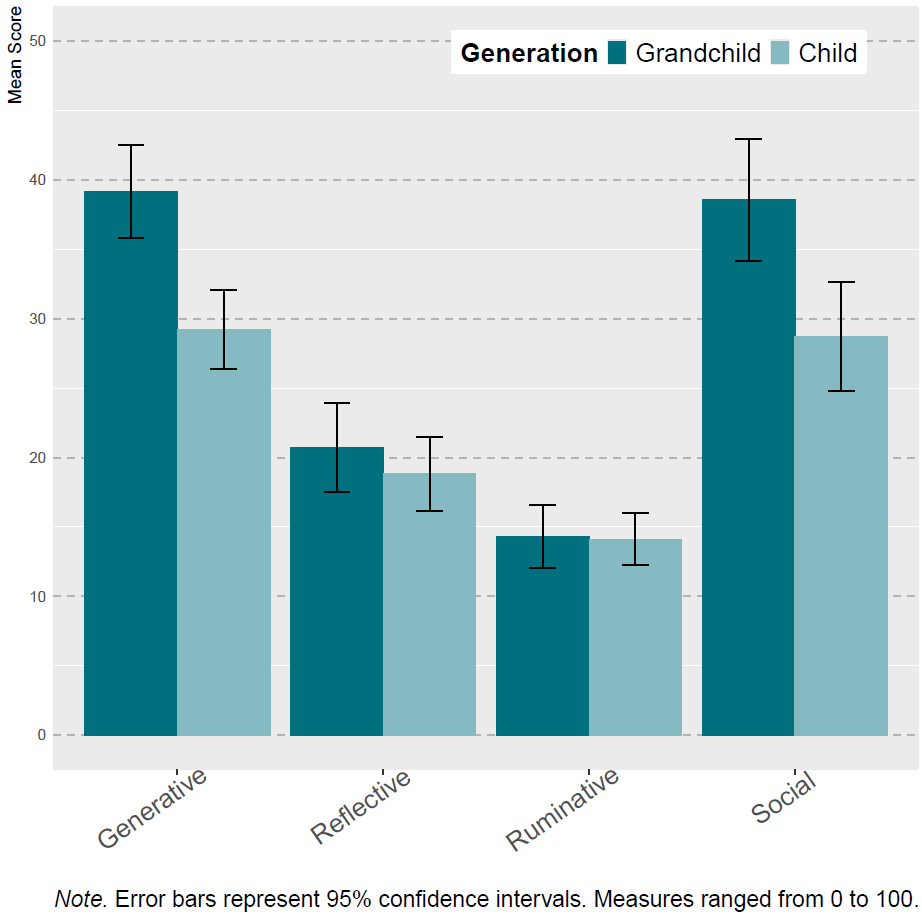 Mean Score
50
Generation Grandchild Child
40
30
20
10
0
Generative
Reflective
Ruminative
Social
Note. Error bars represent 95% confidence intervals. Measures ranged from 0 to 100.